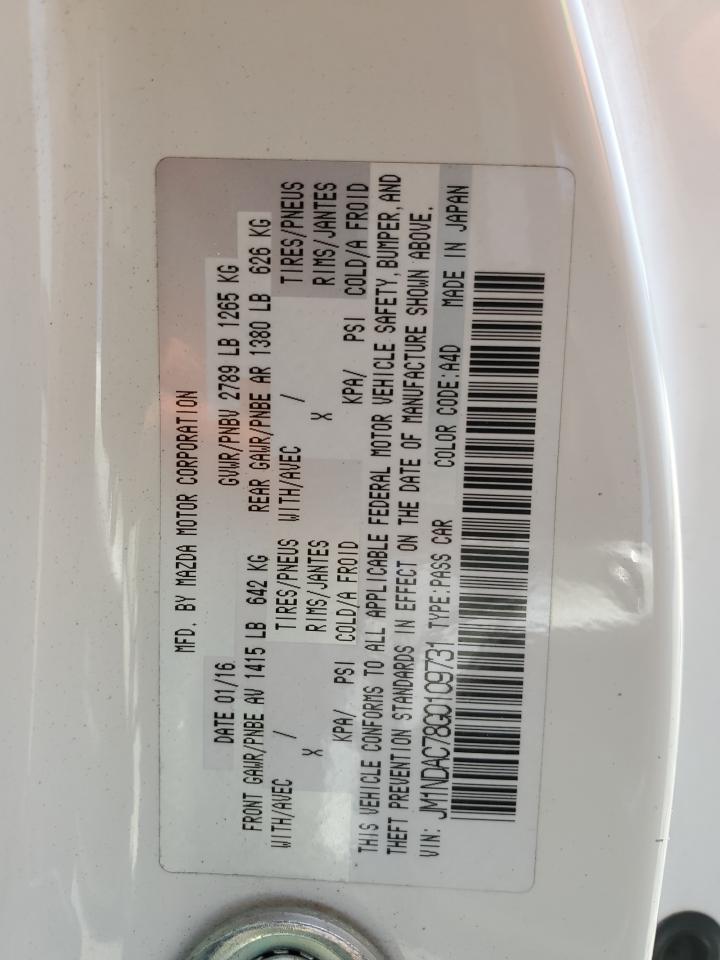 MFD. BY MAZDA MOTOR CORPORATION
DATE 01/16 GVWR/PNBV 2789 LB 1265 KG
FRONT GAWR/PNBE AV 1415 LB 642 KG REAR GAWR/PNBE AR 1380 LB 626 KG
WITH/AVEC / TIRES/PNEUS WITH/AVEC / TIRES/PNEUS
X RIMS/JANTES X RIMS/JANTES
KPA/ PSI COLD/A FROID KPA/ PSI COLD/A FROID
THIS VEHICLE CONFORMS TO ALL APPLICABLE FEDERAL MOTOR VEHICLE SAFETY, BUMPER, AND
THEFT PREVENTION STANDARDS IN EFFECT ON THE DATE OF MANUFACTURE SHOWN ABOVE.
VIN: JM1NDAC78G0109731 TYPE:PASS CAR COLOR CODE:A4D MADE IN JAPAN